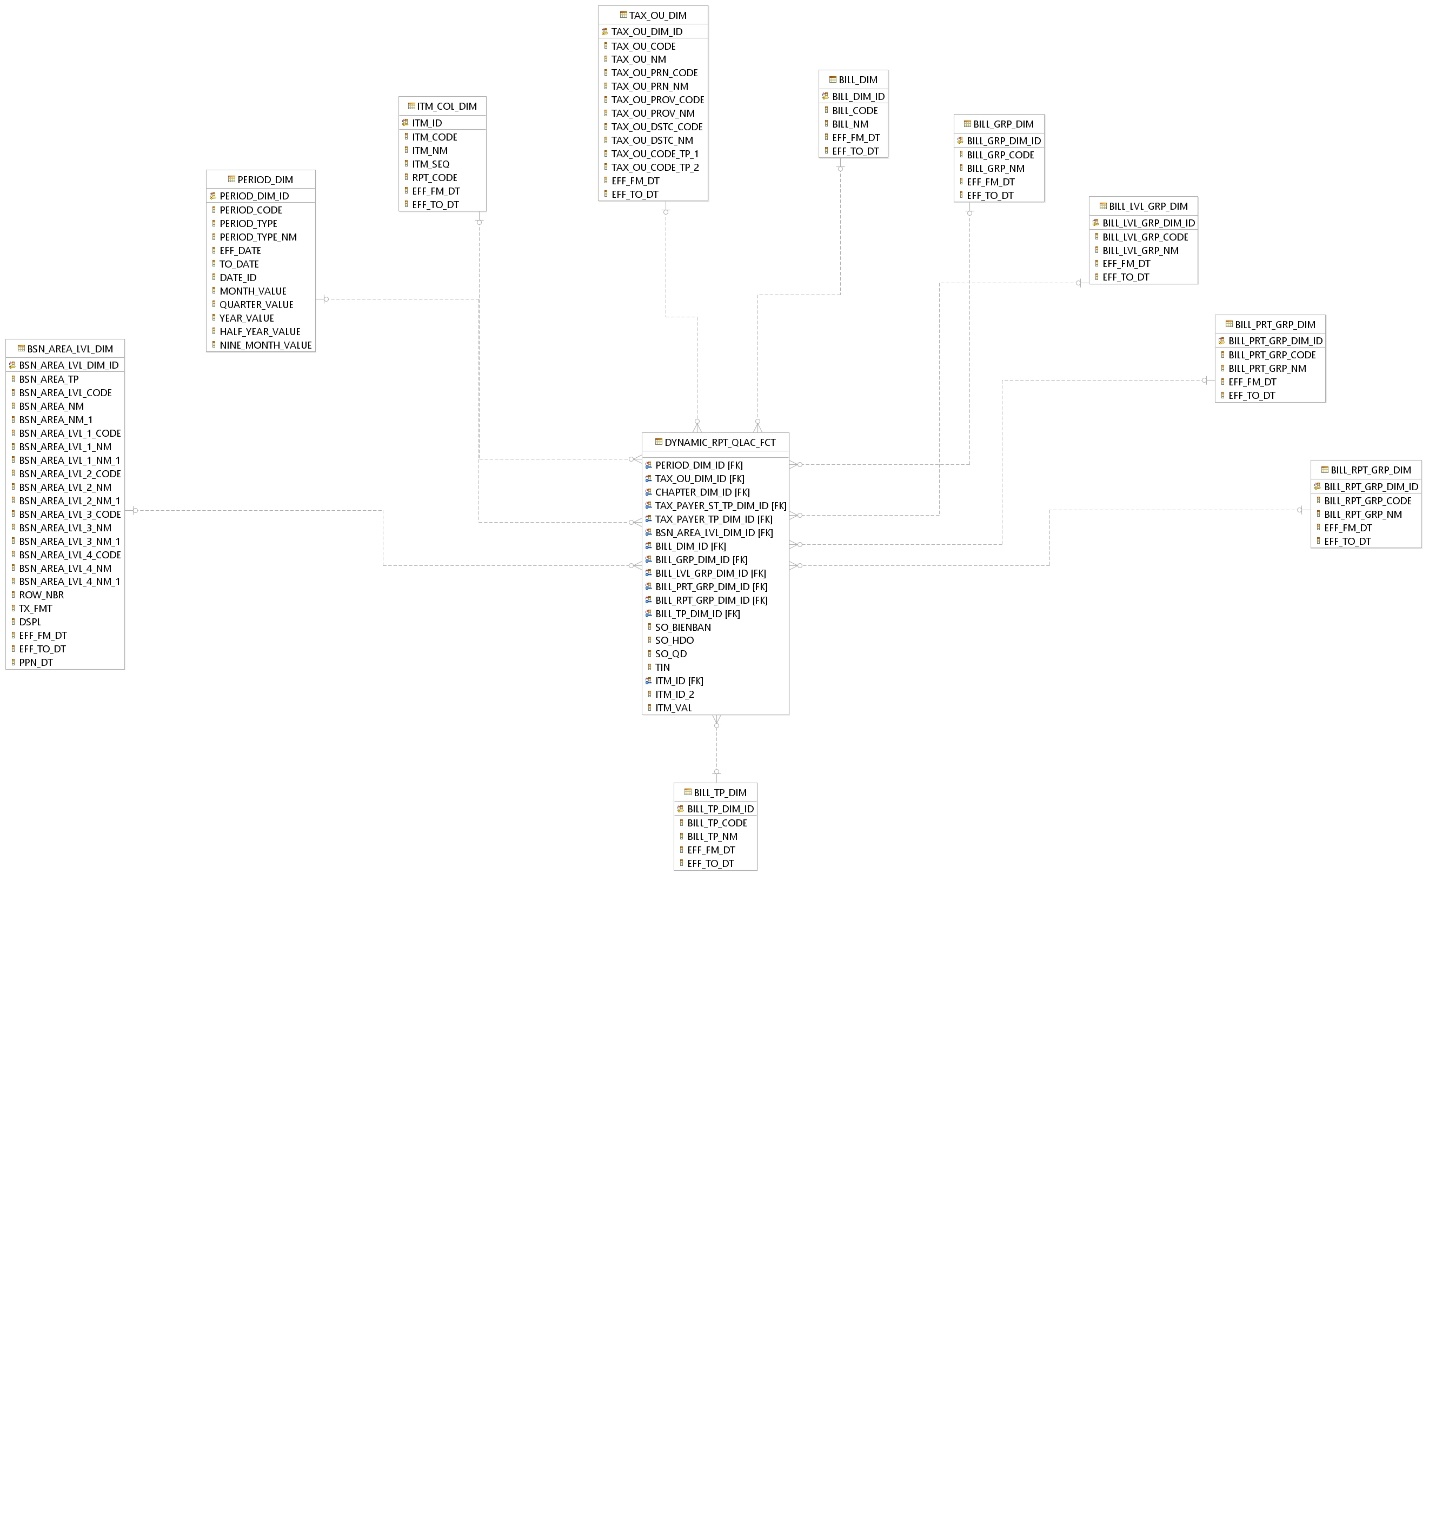 TAX_OU_DIM
TAX_OU_DIM_ID
TAX_OU_CODE
TAX_OU_NM
TAX_OU_PRN_CODE
TAX_OU_PRN_NM
TAX_OU_PROV_CODE
TAX_OU_PROV_NM
TAX_OU_DSTC_CODE
TAX_OU_DSTC_NM
TAX_OU_CODE_TP_1
TAX_OU_CODE_TP_2
EFF_FM_DT
EFF_TO_DT
BILL_DIM
BILL_DIM_ID
BILL_CODE
BILL_NM
EFF_FM_DT
EFF_TO_DT
ITM_COL_DIM
ITM_ID
ITM_CODE
ITM_NM
ITM_SEQ
RPT_CODE
EFF_FM_DT
EFF_TO_DT
BILL_GRP_DIM
BILL_GRP_DIM_ID
BILL_GRP_CODE
BILL_GRP_NM
EFF_FM_DT
EFF_TO_DT
PERIOD_DIM
PERIOD_DIM_ID
PERIOD_CODE
PERIOD_TYPE
PERIOD_TYPE_NM
EFF_DATE
TO_DATE
DATE_ID
MONTH_VALUE
QUARTER_VALUE
YEAR_VALUE
HALF_YEAR_VALUE
NINE_MONTH_VALUE
BILL_LVL_GRP_DIM
BILL_LVL_GRP_DIM_ID
BILL_LVL_GRP_CODE
BILL_LVL_GRP_NM
EFF_FM_DT
EFF_TO_DT
BILL_PRT_GRP_DIM
BILL_PRT_GRP_DIM_ID
BILL_PRT_GRP_CODE
BILL_PRT_GRP_NM
EFF_FM_DT
EFF_TO_DT
BSN_AREA_LVL_DIM
BSN_AREA_LVL_DIM_ID
BSN_AREA_TP
BSN_AREA_LVL_CODE
BSN_AREA_NM
BSN_AREA_NM_1
BSN_AREA_LVL_1_CODE
BSN_AREA_LVL_1_NM
BSN_AREA_LVL_1_NM_1
BSN_AREA_LVL_2_CODE
BSN_AREA_LVL_2_NM
BSN_AREA_LVL_2_NM_1
BSN_AREA_LVL_3_CODE
BSN_AREA_LVL_3_NM
BSN_AREA_LVL_3_NM_1
BSN_AREA_LVL_4_CODE
BSN_AREA_LVL_4_NM
BSN_AREA_LVL_4_NM_1
ROW_NBR
TX_FMT
DSPL
EFF_FM_DT
EFF_TO_DT
PPN_DT
DYNAMIC_RPT_QLAC_FCT
PERIOD_DIM_ID [FK]
TAX_OU_DIM_ID [FK]
CHAPTER_DIM_ID [FK]
TAX_PAYER_ST_TP_DIM_ID [FK]
TAX_PAYER_TP_DIM_ID [FK]
BSN_AREA_LVL_DIM_ID [FK]
BILL_DIM_ID [FK]
BILL_GRP_DIM_ID [FK]
BILL_LVL_GRP_DIM_ID [FK]
BILL_PRT_GRP_DIM_ID [FK]
BILL_RPT_GRP_DIM_ID [FK]
BILL_TP_DIM_ID [FK]
SO_BIENBAN
SO_HDO
SO_QD
TIN
ITM_ID [FK]
ITM_ID_2
ITM_VAL
BILL_RPT_GRP_DIM
BILL_RPT_GRP_DIM_ID
BILL_RPT_GRP_CODE
BILL_RPT_GRP_NM
EFF_FM_DT
EFF_TO_DT
BILL_TP_DIM
BILL_TP_DIM_ID
BILL_TP_CODE
BILL_TP_NM
EFF_FM_DT
EFF_TO_DT